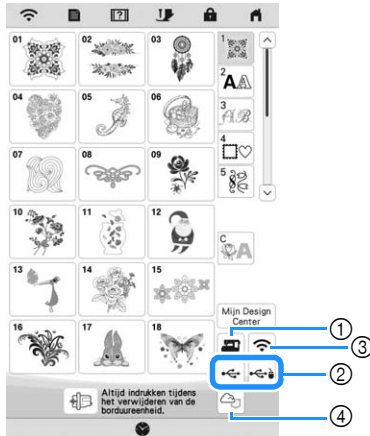 01 02 03 1
2 AA
04 05 06 3 AB
4
07 08 09 5
10 11 12
C A
13 14 15
Mijn Design
Center
16 17 18
① ③
②
Altijd indrukken tijdens
het verwijderen van de
borduureenheid.
④